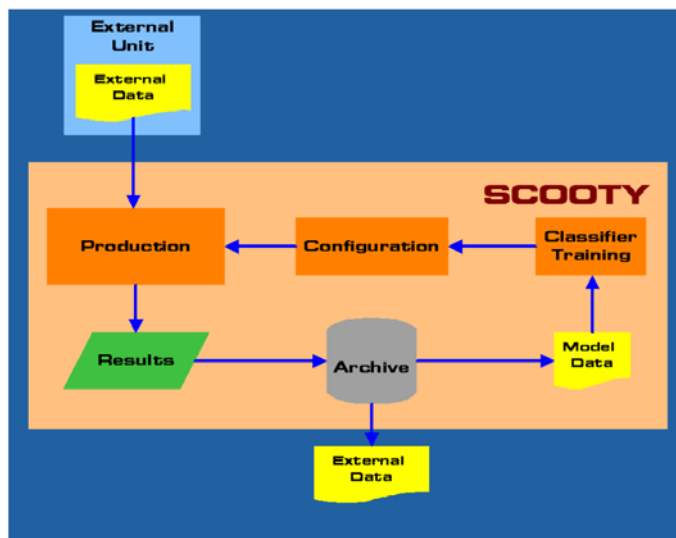 External
Unit
External
Data
SCOOTY
Production
Configuration
Classifier
Training
Results
Archive
Model
Data
External
Data